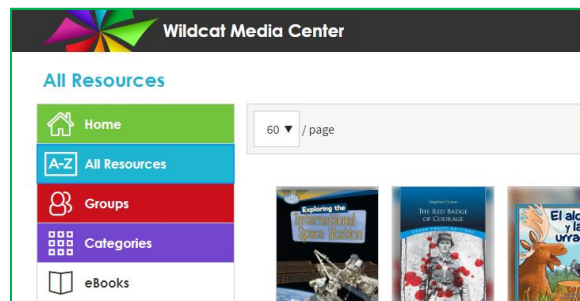 Wildcat Media Center
All Resources
Home
60 ▼ / page
A-Z All Resources
Groups
Categories
eBooks
Exploring the
International
Space Station
Stephen Crane
THE RED BADGE
OF COURAGE
El alc
y la
urra